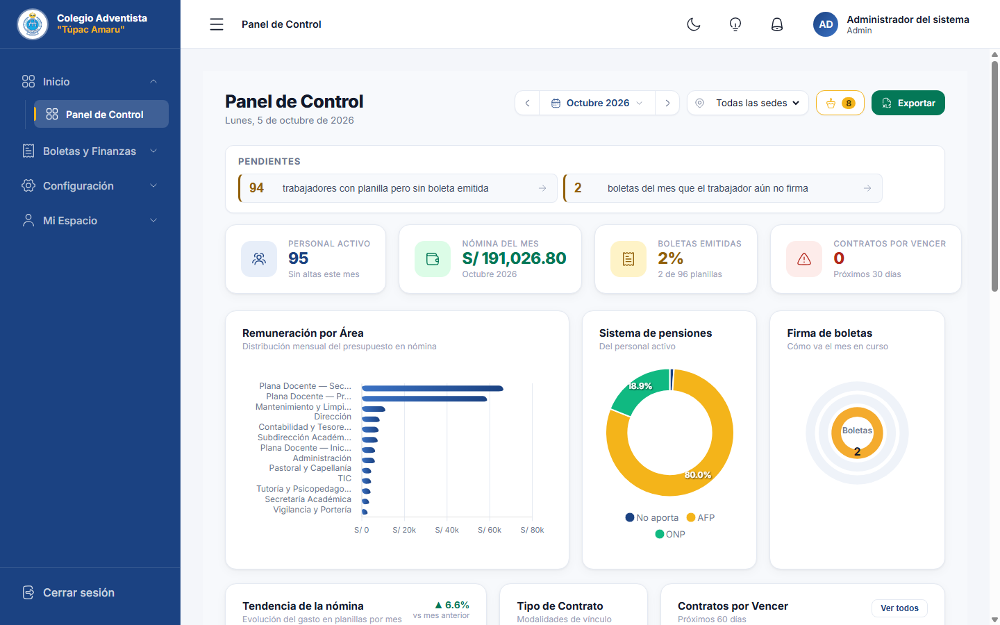 Colegio Adventista
"Túpac Amaru"
Inicio
Panel de Control
Boletas y Finanzas
Configuración
Mi Espacio
Cerrar sesión
Panel de Control
AD
Administrador del sistema
Admin
Panel de Control
Lunes, 5 de octubre de 2026
Octubre 2026
Todas las sedes
8
XLS
Exportar
PENDIENTES
94 trabajadores con planilla pero sin boleta emitida
2 boletas del mes que el trabajador aún no firma
PERSONAL ACTIVO
95
Sin altas este mes
NÓMINA DEL MES
S/ 191,026.80
Octubre 2026
BOLETAS EMITIDAS
2%
2 de 96 planillas
CONTRATOS POR VENCER
0
Próximos 30 días
Remuneración por Área
Distribución mensual del presupuesto en nómina
Plana Docente — Sec...
Plana Docente — Pr...
Mantenimiento y Limpi...
Dirección
Contabilidad y Tesore...
Subdirección Académ...
Plana Docente — Inic...
Administración
Pastoral y Capellanía
TIC
Tutoría y Psicopedago...
Secretaría Académica
Vigilancia y Portería
S/ 0 S/ 20k S/ 40k S/ 60k S/ 80k
Sistema de pensiones
Del personal activo
18.9%
80.0%
No aporta AFP
ONP
Firma de boletas
Cómo va el mes en curso
Boletas
2
Tendencia de la nómina
Evolución del gasto en planillas por mes
▲ 6.6%
vs mes anterior
Tipo de Contrato
Modalidades de vínculo
Contratos por Vencer
Próximos 60 días
Ver todos